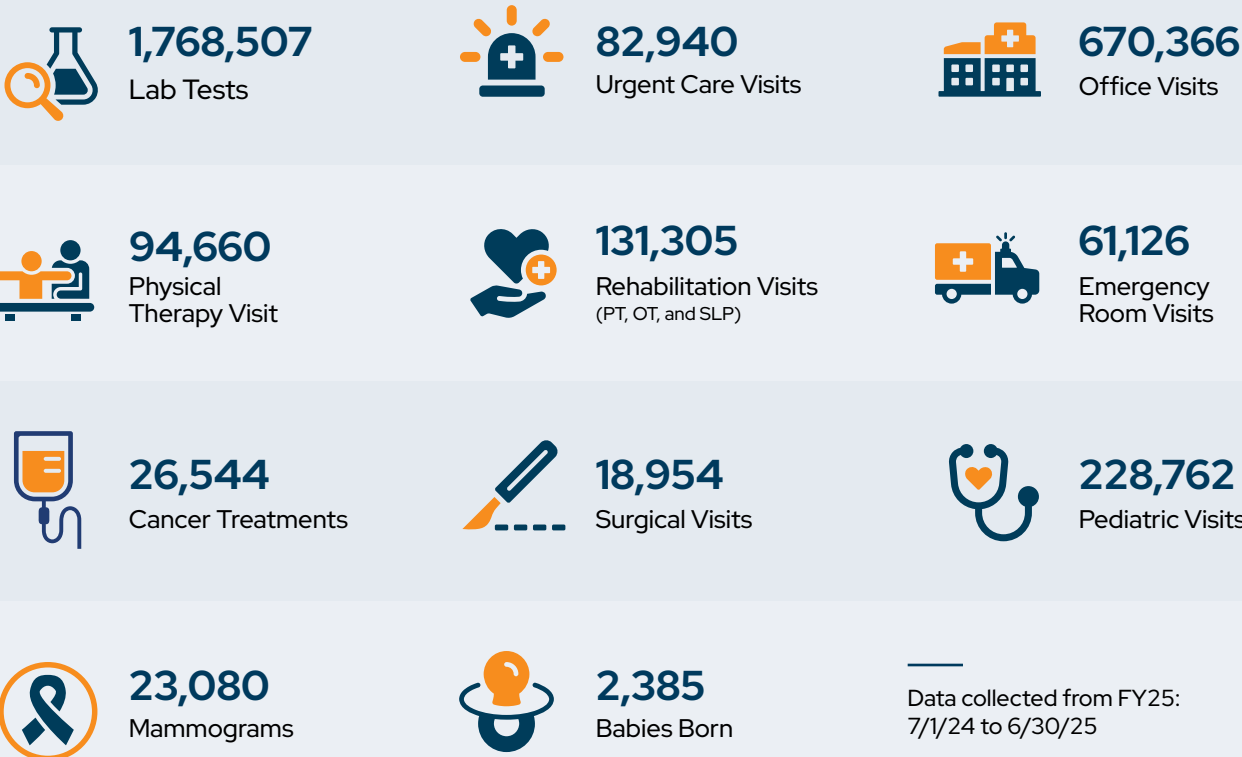 1,768,507
Lab Tests
82,940
Urgent Care Visits
670,366
Office Visits
94,660
Physical
Therapy Visit
131,305
Rehabilitation Visits
(PT, OT, and SLP)
61,126
Emergency
Room Visits
26,544
Cancer Treatments
18,954
Surgical Visits
228,762
Pediatric Visits
23,080
Mammograms
2,385
Babies Born
Data collected from FY25:
7/1/24 to 6/30/25